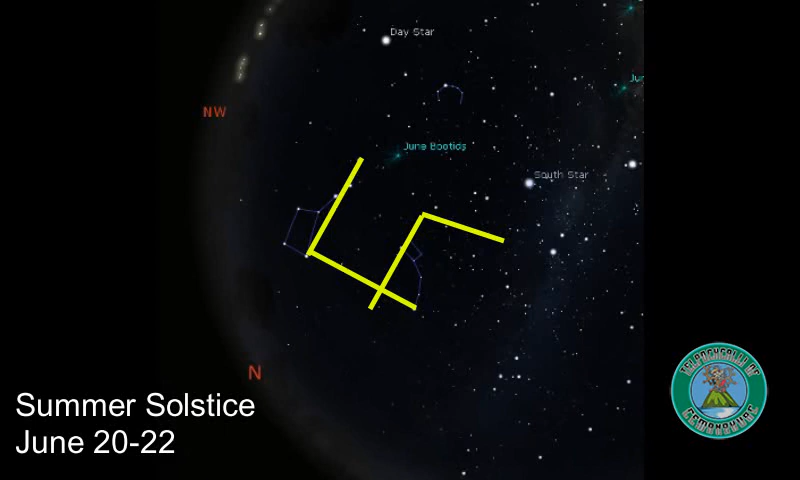 Day Star
NW
June Bootids
South Star
N
Summer Solstice
June 20-22